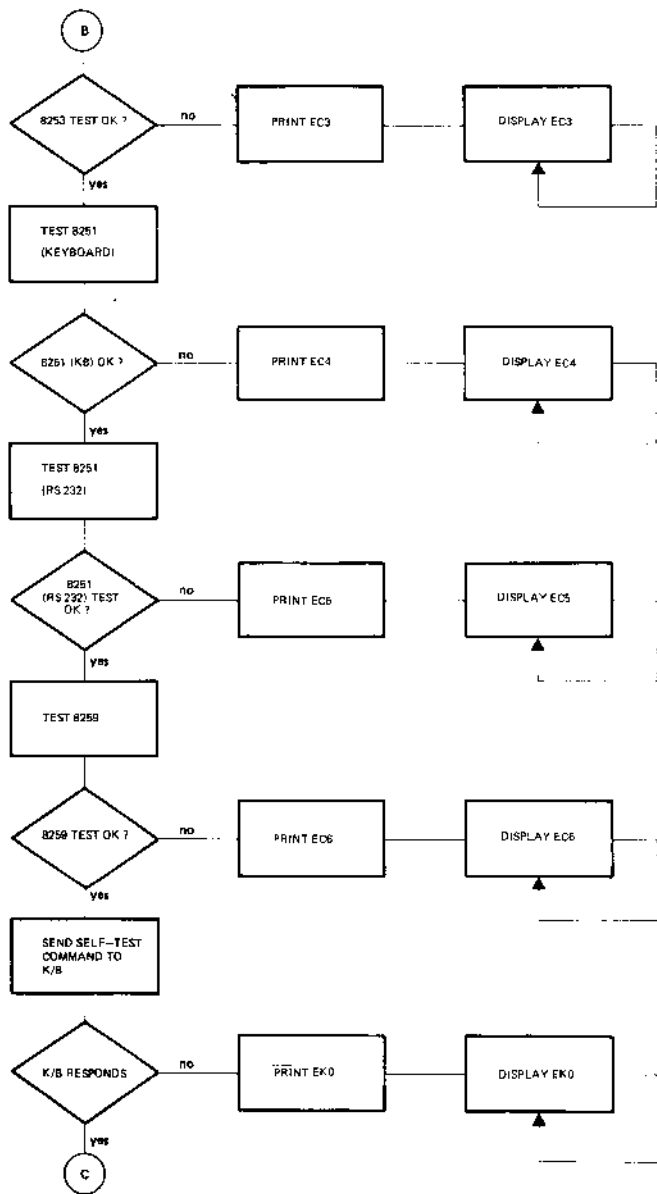 B
8253 TEST OK ?
no
PRINT EC3
DISPLAY EC3
yes
TEST 8251
(KEYBOARD)
8251 (KB) OK ?
no
PRINT EC4
DISPLAY EC4
yes
TEST 8251
(RS 232)
8251
(RS 232) TEST
OK ?
no
PRINT EC5
DISPLAY EC5
yes
TEST 8259
8259 TEST OK ?
no
PRINT EC6
DISPLAY EC6
yes
SEND SELF-TEST
COMMAND TO
K/B
K/B RESPONDS
no
PRINT EK0
DISPLAY EK0
yes
C